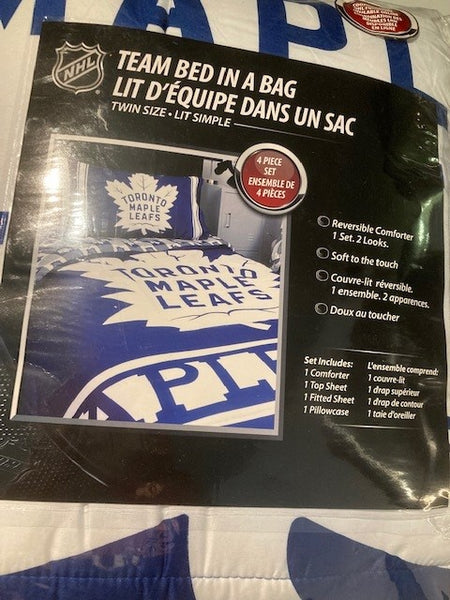 MAPL
NHL
TEAM BED IN A BAG
LIT D'ÉQUIPE DANS UN SAC
TWIN SIZE • LIT SIMPLE
4 PIECE
SET
ENSEMBLE DE
4 PIÈCES
TORONTO
MAPLE
LEAFS
TORONTO
MAPLE
LEAFS
APLE
Reversible Comforter
1 Set. 2 Looks.
Soft to the touch
Couvre-lit réversible.
1 ensemble. 2 apparences.
Doux au toucher
Set Includes:
1 Comforter
1 Top Sheet
1 Fitted Sheet
1 Pillowcase
L'ensemble comprend:
1 couvre-lit
1 drap supérieur
1 drap de contour
1 taie d'oreiller